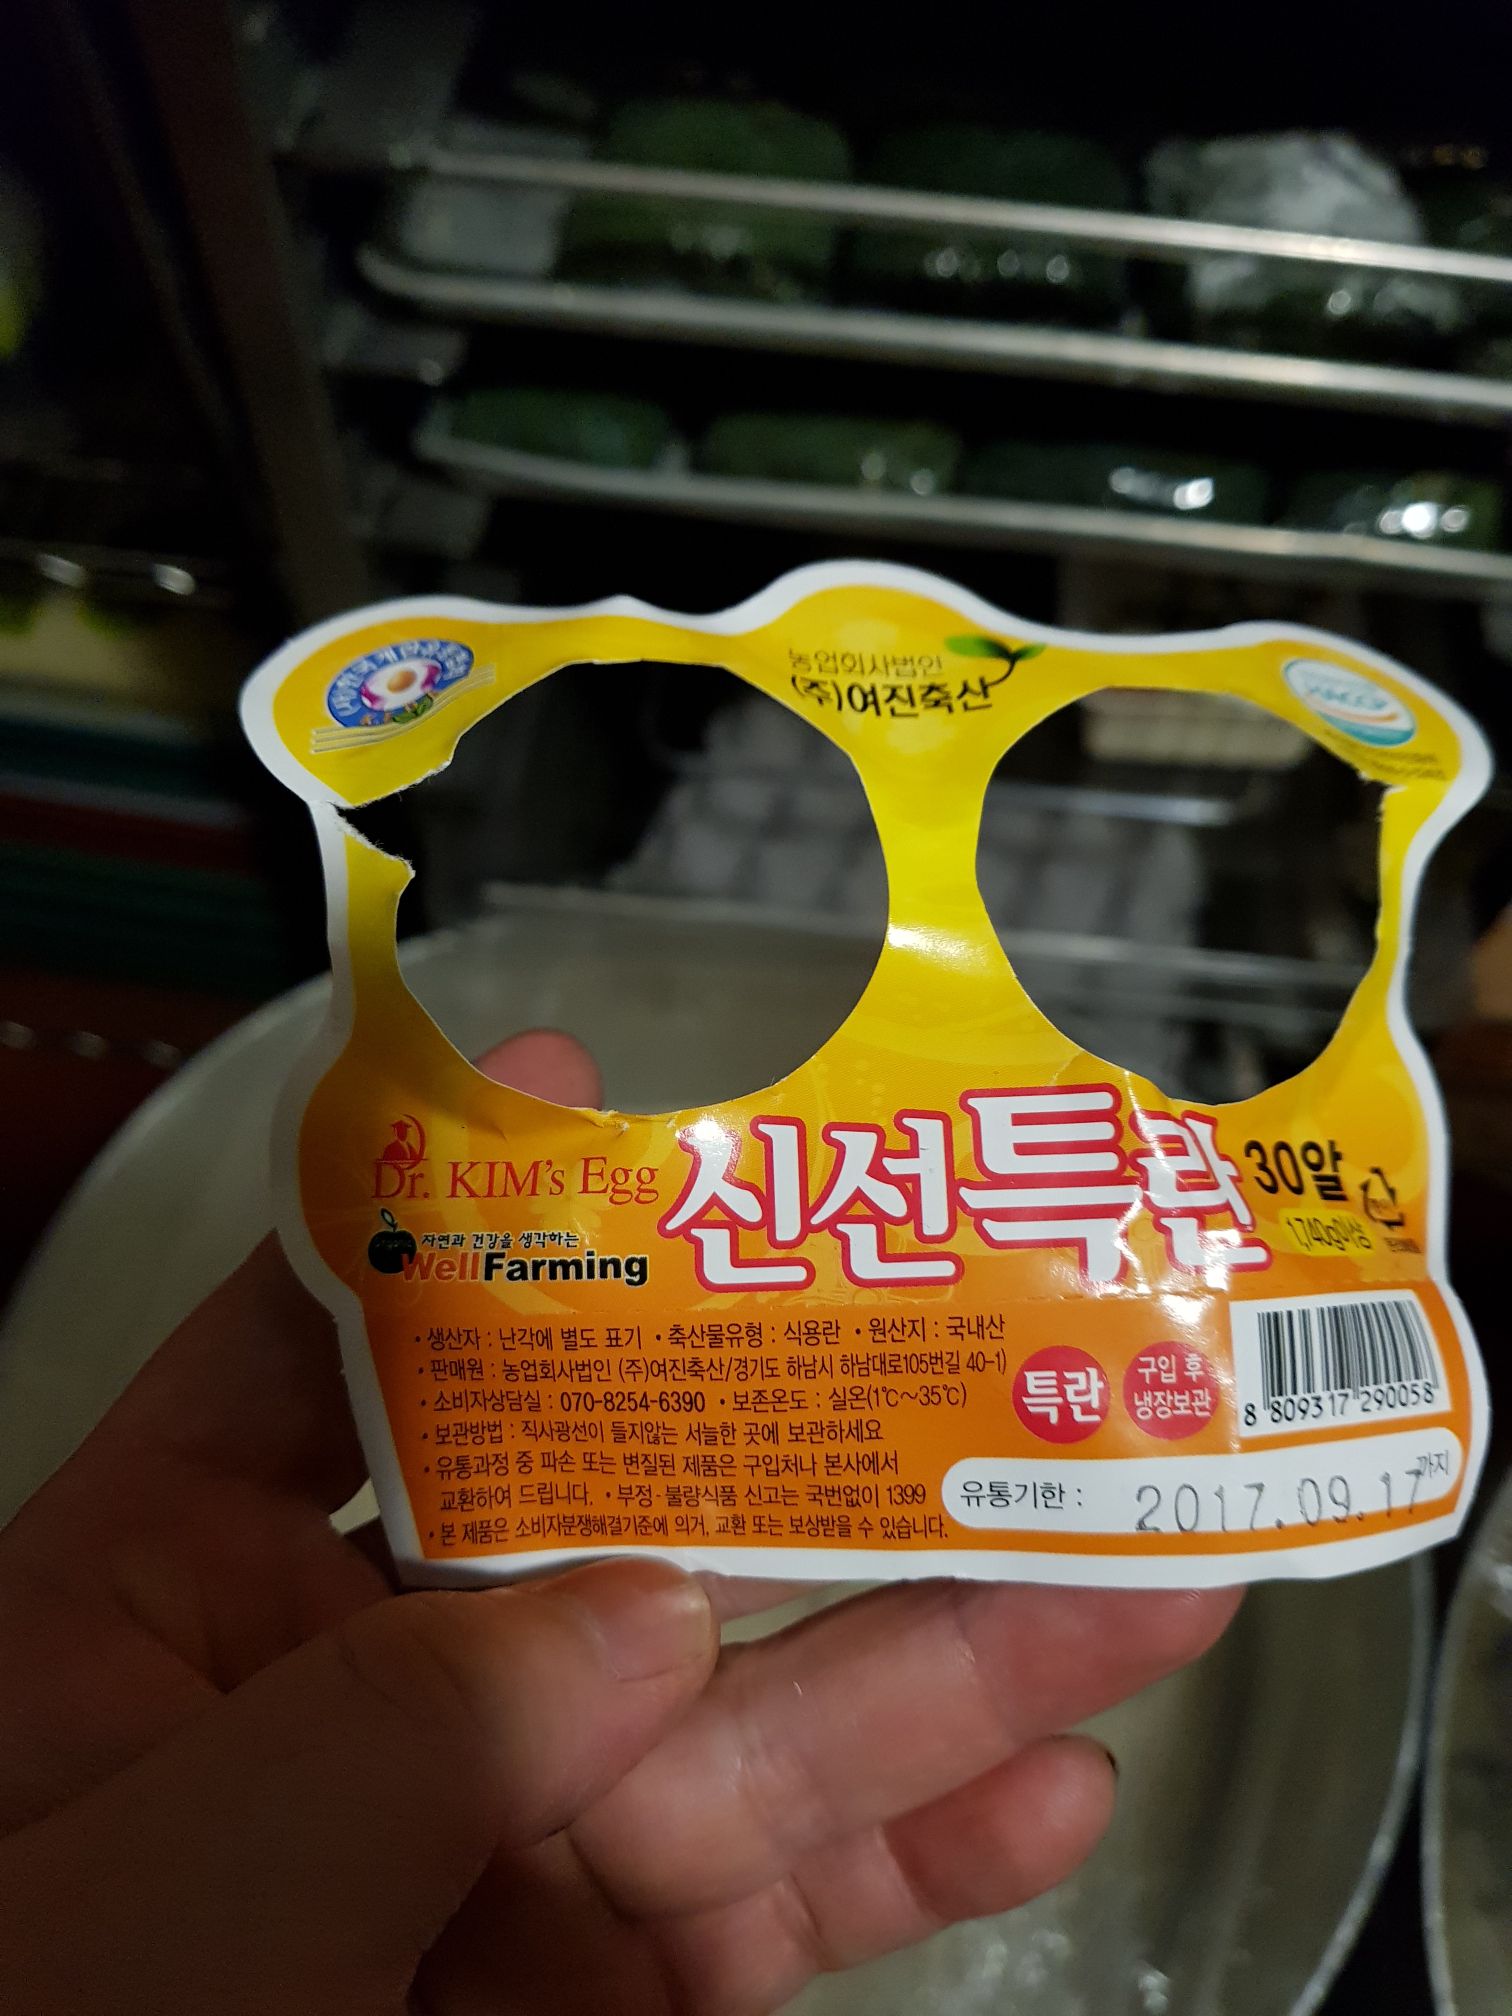 농업회사법인
(주)여진축산
HACCP
Dr. KIM's Egg
신선특란
30알
1,740g이상
자연과 건강을 생각하는
WellFarming
• 생산자 : 난각에 별도 표기 • 축산물유형 : 식용란 • 원산지 : 국내산
• 판매원 : 농업회사법인 (주)여진축산/경기도 하남시 하남대로105번길 40-1)
• 소비자상담실 : 070-8254-6390 • 보존온도 : 실온(1℃~35℃)
• 보관방법 : 직사광선이 들지않는 서늘한 곳에 보관하세요
• 유통과정 중 파손 또는 변질된 제품은 구입처나 본사에서
교환하여 드립니다. • 부정·불량식품 신고는 국번없이 1399
• 본 제품은 소비자분쟁해결기준에 의거, 교환 또는 보상받을 수 있습니다.
특란
구입 후
냉장보관
8 809317 290058
유통기한 : 2017.09.17까지